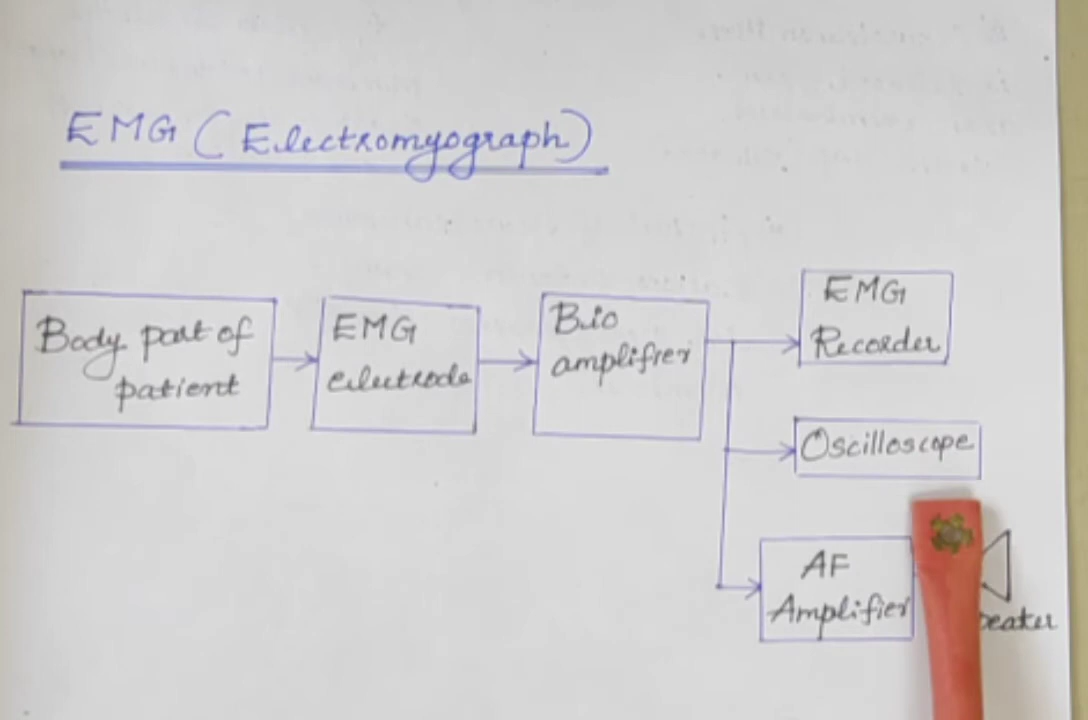 EMG (Electromyograph)
Body part of
patient
EMG
electrode
Bio
amplifier
EMG
Recorder
Oscilloscope
AF
Amplifier